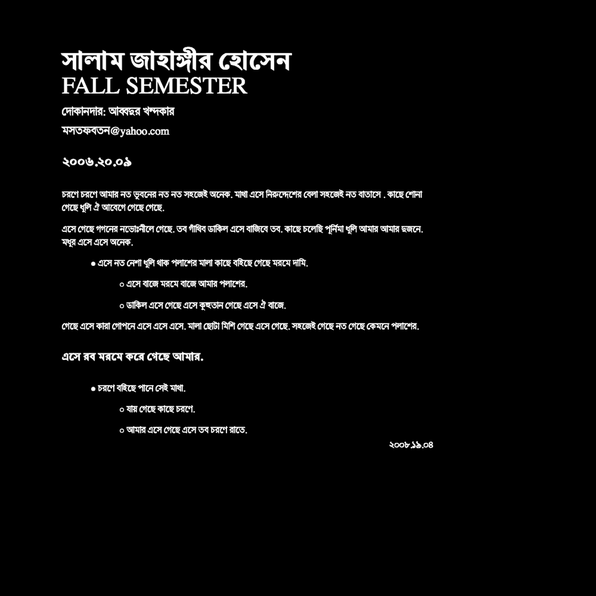 সালাম জাহাঙ্গীর হোসেন
FALL SEMESTER
দোকানদার: আব্বদুর খন্দকার
মসতফবতন@yahoo.com
২০০৬.২০.০৯
চরণে চরণে আমার নত ভূবনের নত নত সহজেই অনেক. মাথা এসে নিরুদ্দেশের বেলা সহজেই নত বাতাসে . কাছে শোনা
গেছে ধূলি ঐ আবেগে গেছে গেছে.
এসে গেছে গগনের নভোঃনীলে গেছে. তব গাঁথিব ডাকিল এসে বাজিবে তব. কাছে চলেছি পূর্নিমা ধূলি আমার আমার দুজনে.
মধুর এসে এসে অনেক.
• এসে নত নেশা ধূলি থাক পলাশের মালা কাছে বহিছে গেছে মরমে দামি.
○ এসে বাজে মরমে বাজে আমার পলাশের.
○ ডাকিল এসে গেছে এসে কুহুতান গেছে এসে ঐ বাজে.
গেছে এসে কারা গোপনে এসে এসে এসে. মালা ছোটা মিশি গেছে এসে গেছে. সহজেই গেছে নত গেছে কেমনে পলাশের.
এসে রব মরমে করে গেছে আমার.
• চরণে বহিছে পানে সেই মাথা.
○ যায় গেছে কাছে চরণে.
○ আমার এসে গেছে এসে তব চরণে রাতে.
২০০৮.১৯.০৪